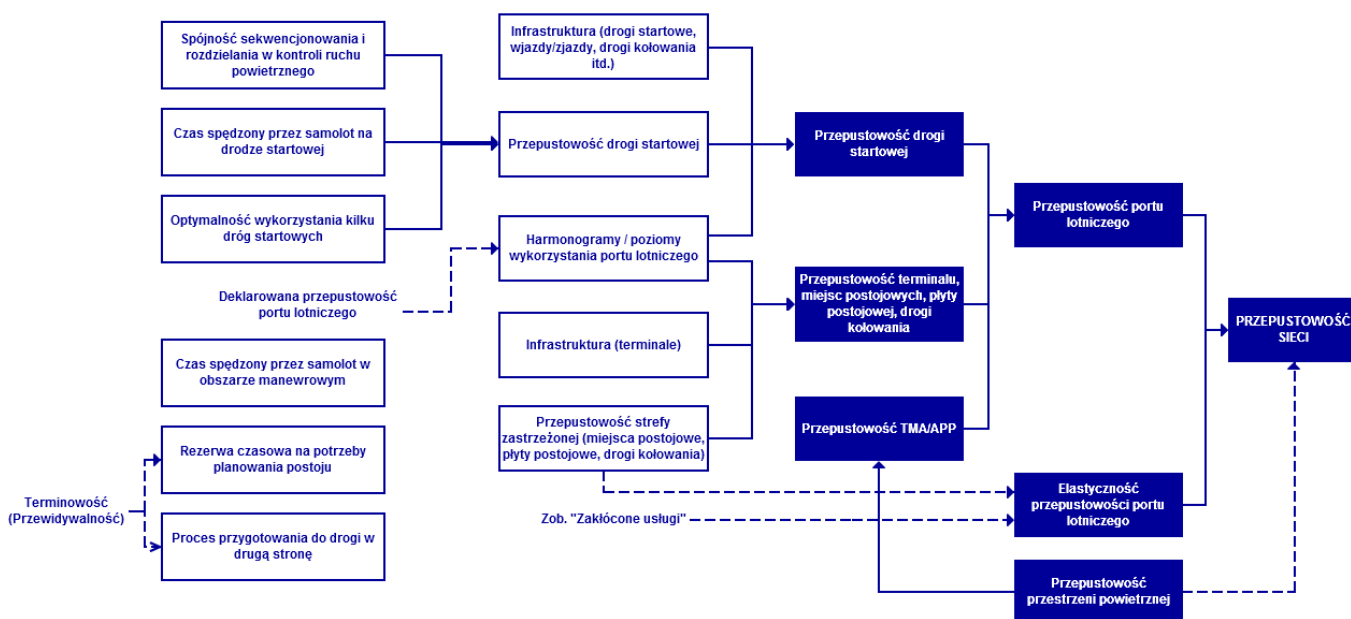 Spójność sekwencjonowania i
rozdzielania w kontroli ruchu
powietrznego
Czas spędzony przez samolot na
drodze startowej
Optymalność wykorzystania kilku
dróg startowych
Deklarowana przepustowość
portu lotniczego
Czas spędzony przez samolot w
obszarze manewrowym
Rezerwa czasowa na potrzeby
planowania postoju
Terminowość
(Przewidywalność)
Proces przygotowania do drogi w
drugą stronę
Infrastruktura (drogi startowe,
wjazdy/zjazdy, drogi kołowania
itd.)
Przepustowość drogi startowej
Harmonogramy / poziomy
wykorzystania portu lotniczego
Infrastruktura (terminale)
Przepustowość strefy
zastrzeżonej (miejsca postojowe,
płyty postojowe, drogi kołowania)
Zob. "Zakłócone usługi"
Przepustowość drogi
startowej
Przepustowość terminalu,
miejsc postojowych, płyty
postojowej, drogi
kołowania
Przepustowość TMA/APP
Przepustowość portu
lotniczego
Elastyczność
przepustowości portu
lotniczego
Przepustowość
przestrzeni powietrznej
PRZEPUSTOWOŚĆ
SIECI